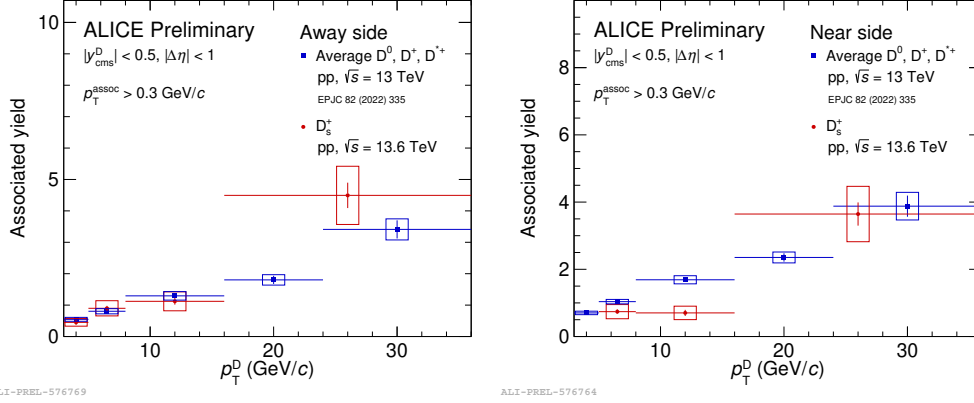 ALICE Preliminary
|y^D_cms| < 0.5, |Δη| < 1
p_T^assoc > 0.3 GeV/c
Away side
Average D⁰, D⁺, D*⁺
pp, √s = 13 TeV
EPJC 82 (2022) 335
D_s⁺
pp, √s = 13.6 TeV
Associated yield
10
5
0
10 20 30
p_T^D (GeV/c)
LI-PREL-576769
ALICE Preliminary
|y^D_cms| < 0.5, |Δη| < 1
p_T^assoc > 0.3 GeV/c
Near side
Average D⁰, D⁺, D*⁺
pp, √s = 13 TeV
EPJC 82 (2022) 335
D_s⁺
pp, √s = 13.6 TeV
Associated yield
8
6
4
2
0
10 20 30
p_T^D (GeV/c)
ALI-PREL-576764